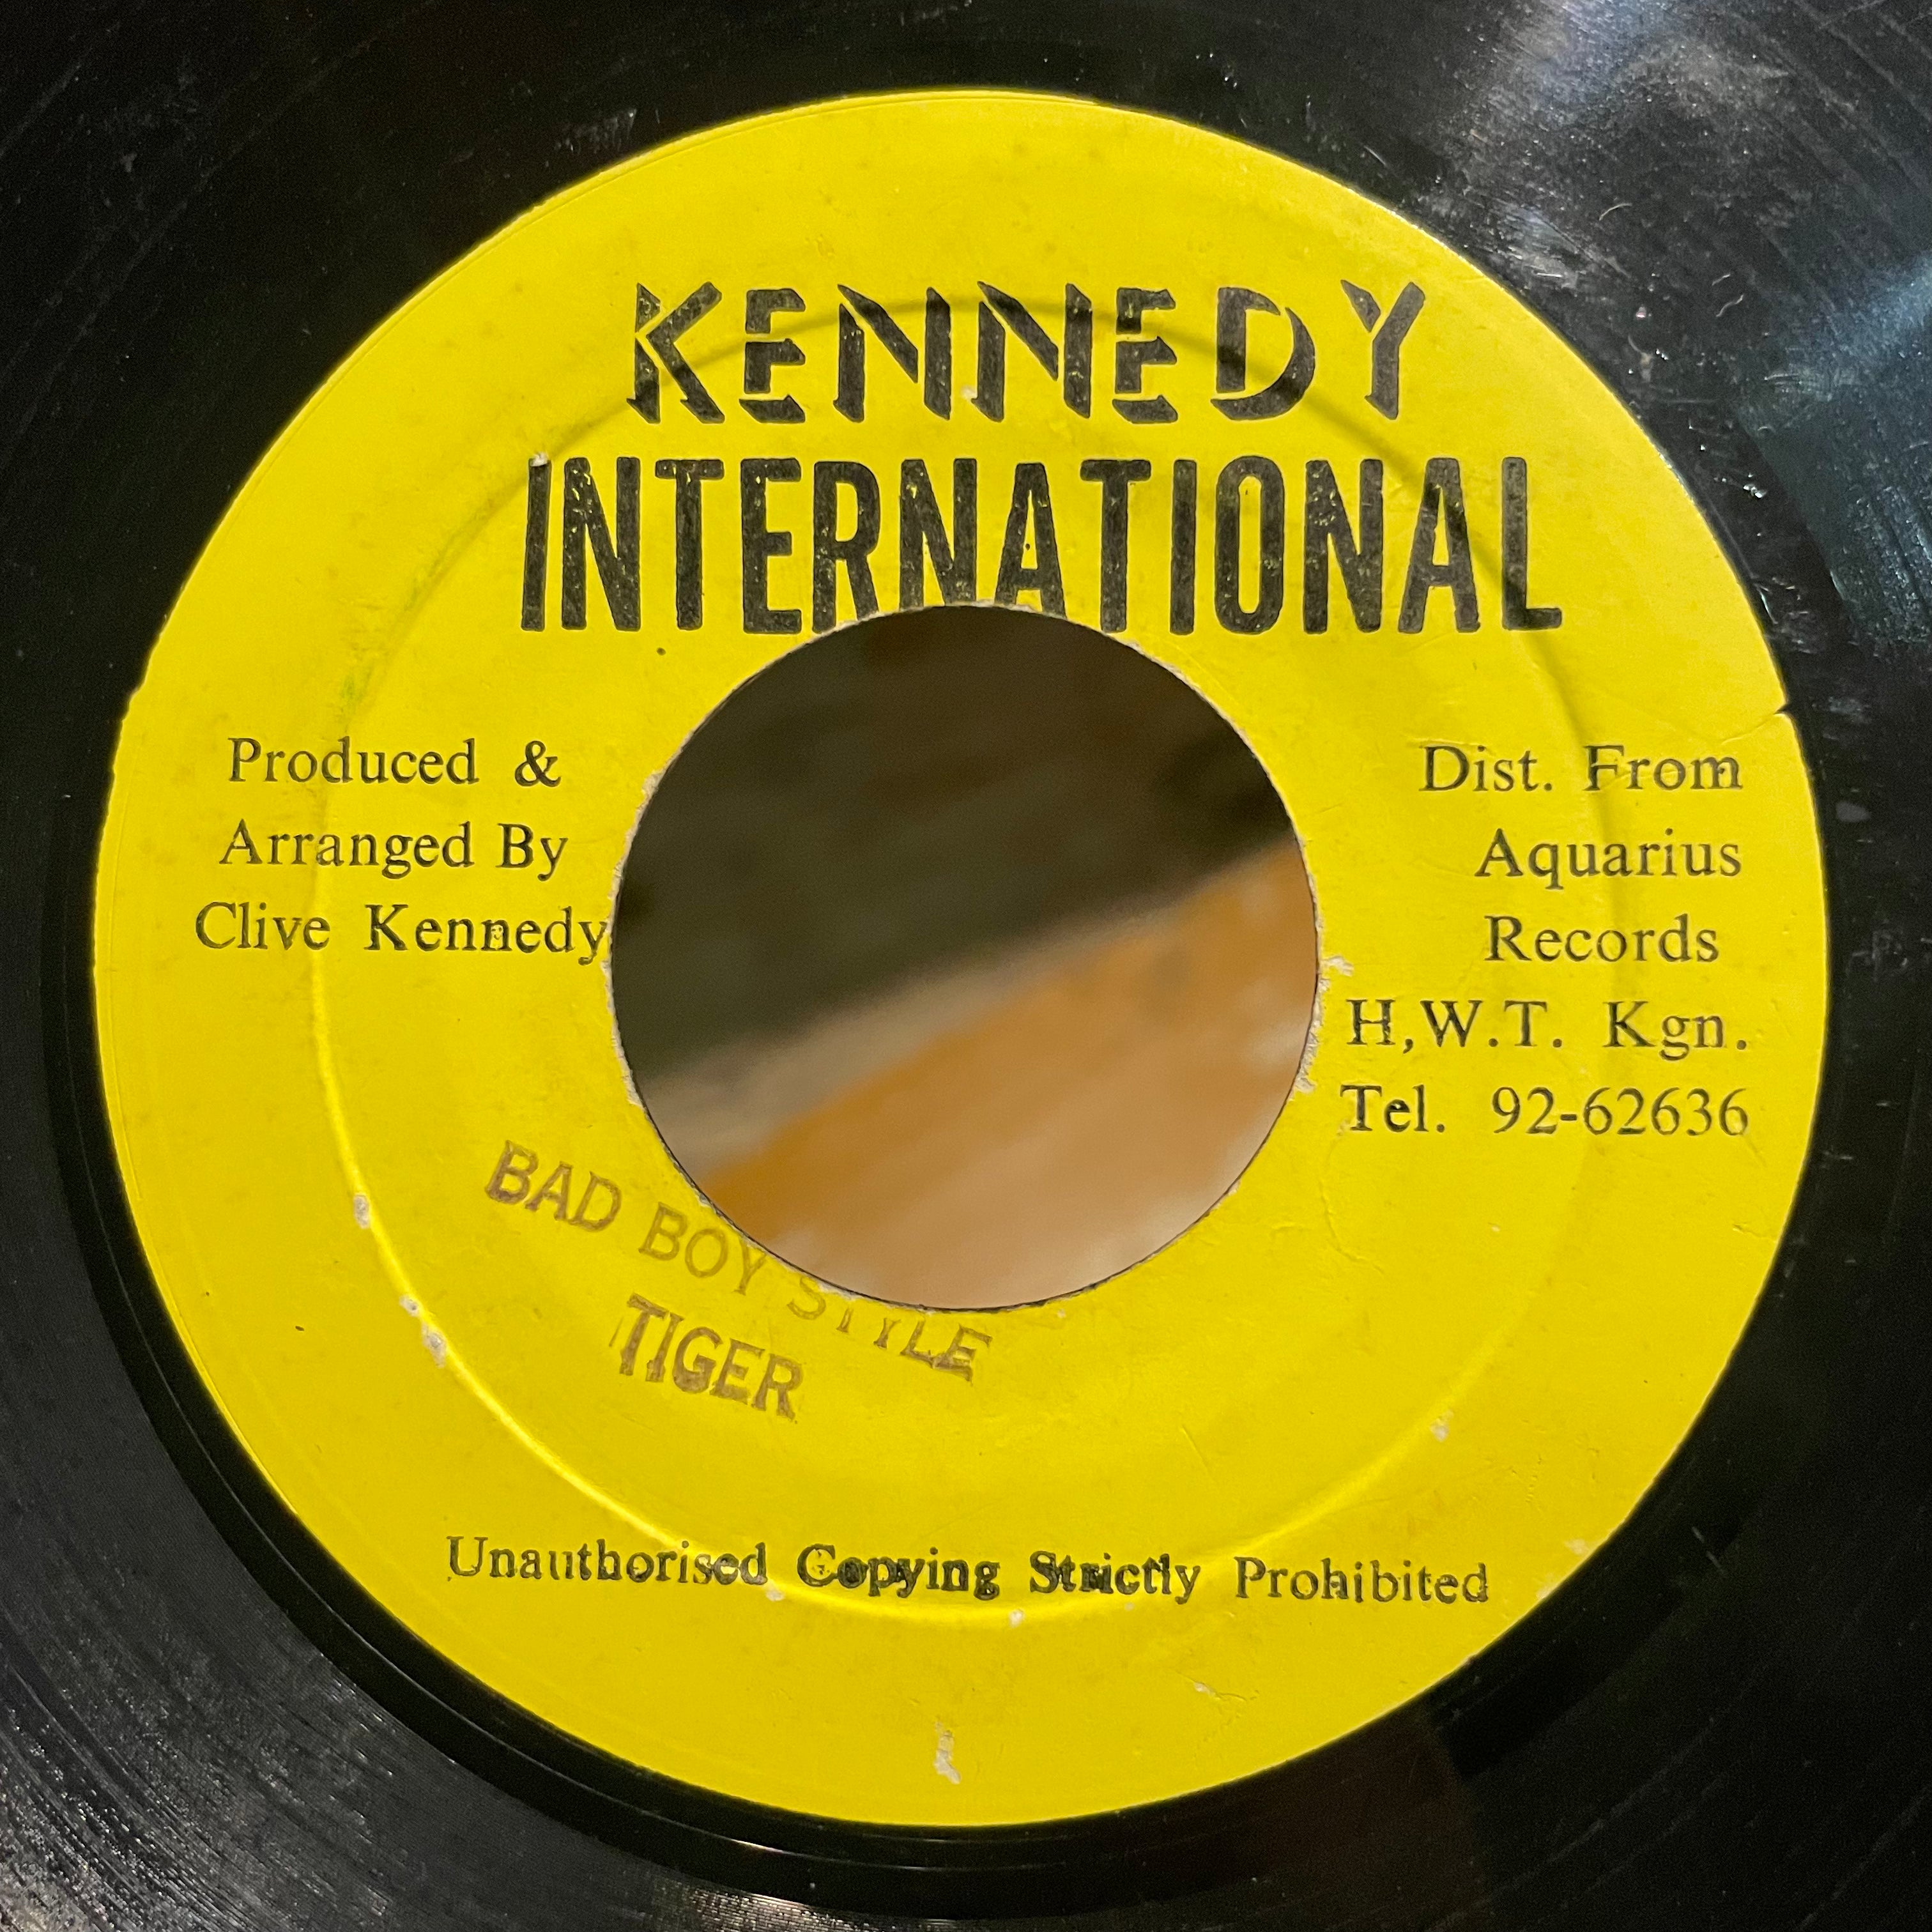 KENNEDY
INTERNATIONAL
Produced &
Arranged By
Clive Kennedy
Dist. From
Aquarius
Records
H,W.T. Kgn.
Tel. 92-62636
BAD BOY STYLE
TIGER
Unauthorised Copying Strictly Prohibited